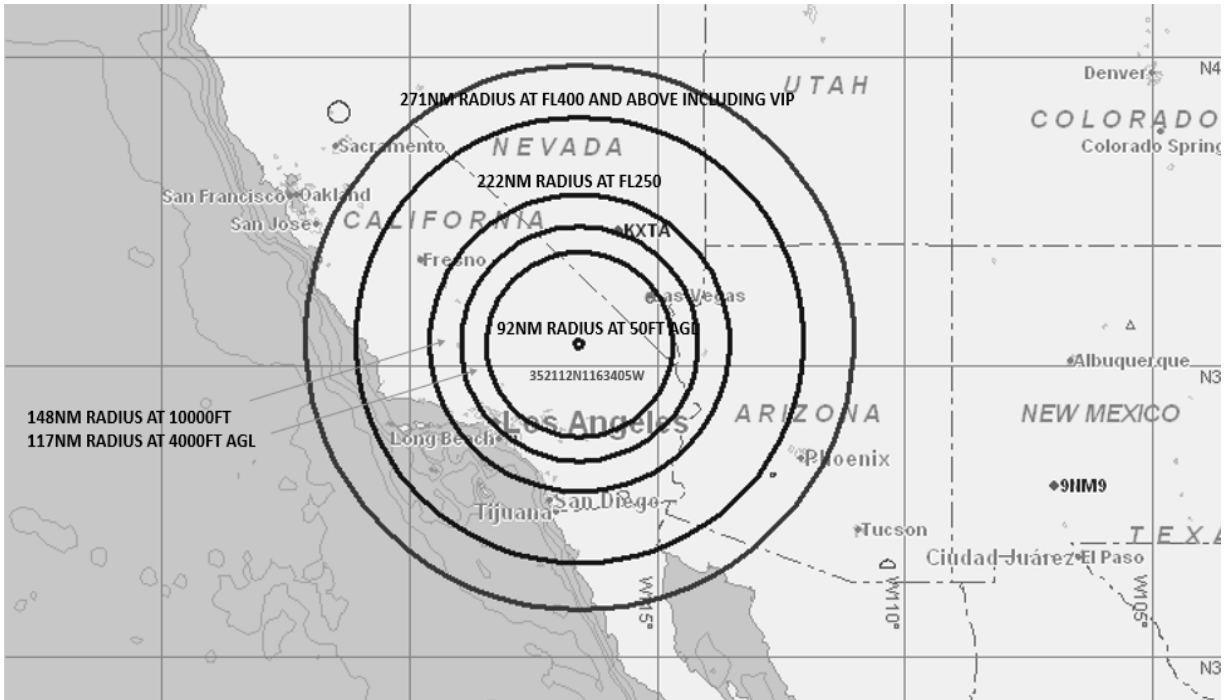 N4
UTAH
Denver
271NM RADIUS AT FL400 AND ABOVE INCLUDING VIP
COLORADO
Sacramento
NEVADA
Colorado Spring
222NM RADIUS AT FL250
San Francisco
Oakland
San Jose
CALIFORNIA
KXTA
Fresno
Las Vegas
92NM RADIUS AT 50FT AGL
Albuquerque
352112N1163405W
N3
148NM RADIUS AT 10000FT
117NM RADIUS AT 4000FT AGL
Los Angeles
ARIZONA
NEW MEXICO
Long Beach
Phoenix
9NM9
San Diego
Tijuana
Tucson
TEXA
Ciudad Juárez
El Paso
W115°
W110°
W105°
N3